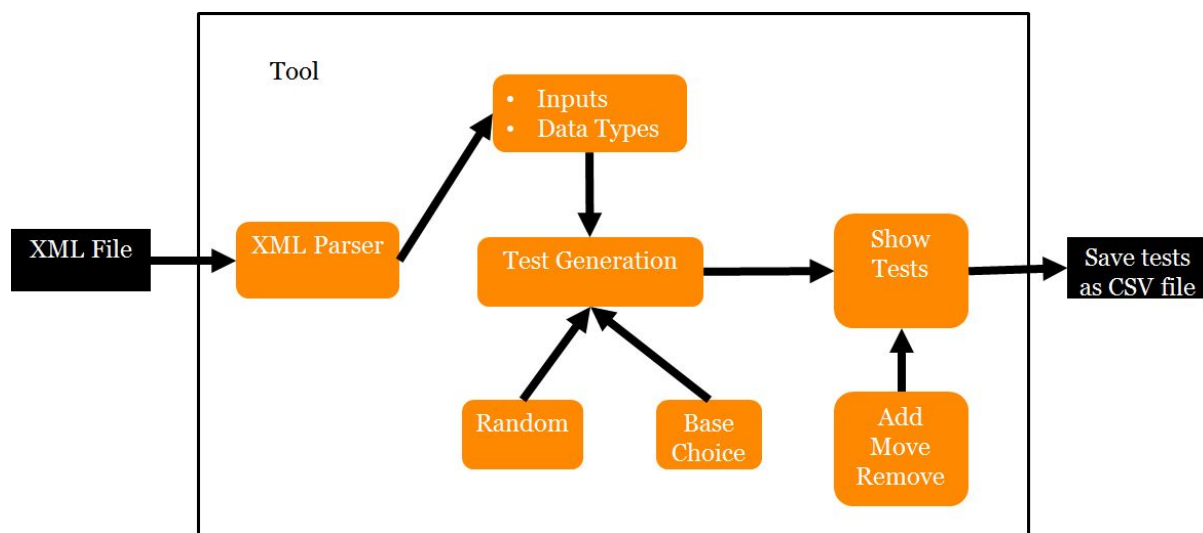 Tool
• Inputs
• Data Types
XML File
XML Parser
Test Generation
Show
Tests
Save tests
as CSV file
Random
Base
Choice
Add
Move
Remove